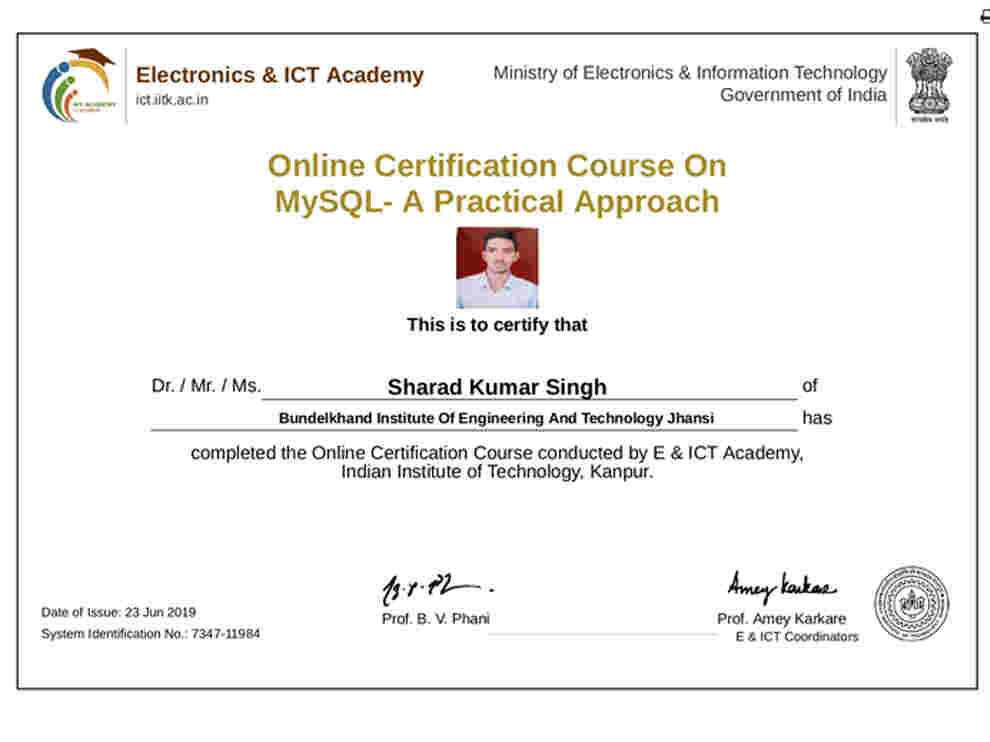 Electronics & ICT Academy
ict.iitk.ac.in
Ministry of Electronics & Information Technology
Government of India
Online Certification Course On
MySQL- A Practical Approach
This is to certify that
Dr. / Mr. / Ms. Sharad Kumar Singh of
Bundelkhand Institute Of Engineering And Technology Jhansi has
completed the Online Certification Course conducted by E & ICT Academy,
Indian Institute of Technology, Kanpur.
Amey Karkare
Date of Issue: 23 Jun 2019
System Identification No.: 7347-11984
Prof. B. V. Phani
Prof. Amey Karkare
E & ICT Coordinators